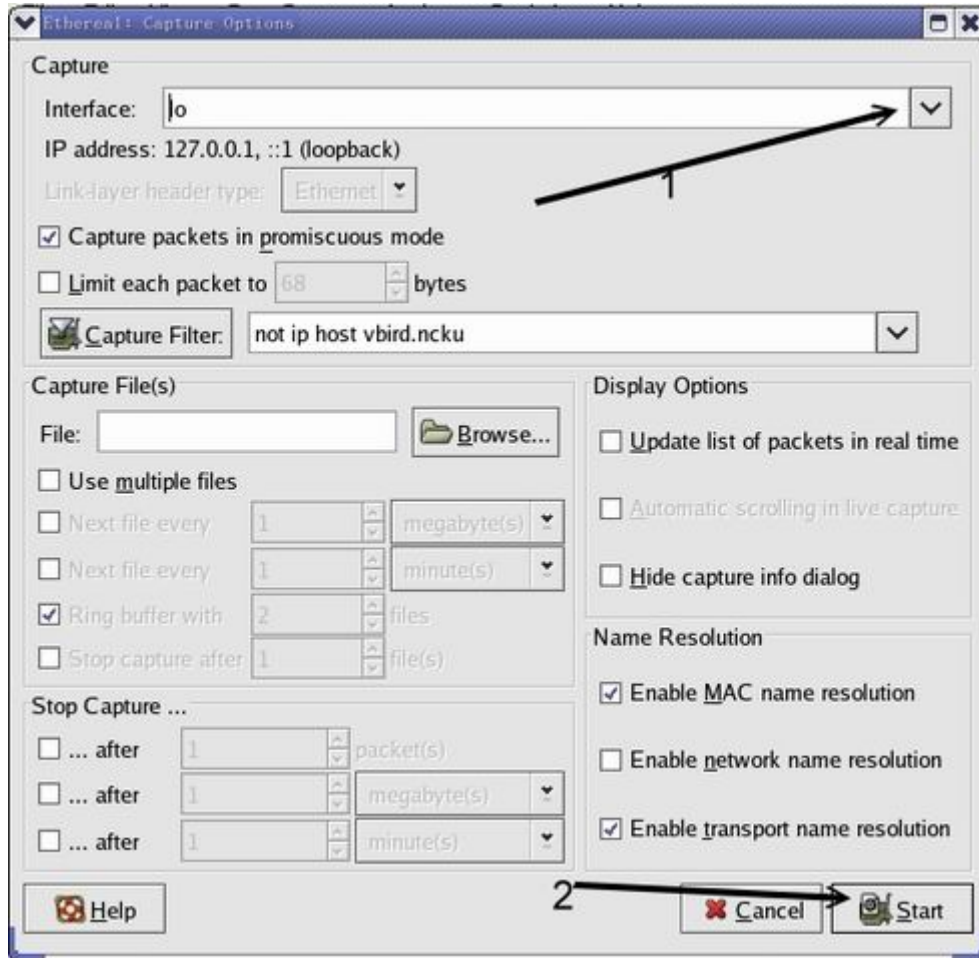 Ethereal: Capture Options
Capture
Interface: lo
IP address: 127.0.0.1, ::1 (loopback)
1
Link-layer header type: Ethernet
Capture packets in promiscuous mode
Limit each packet to 68 bytes
Capture Filter: not ip host vbird.ncku
Capture File(s)
File: Browse...
Use multiple files
Next file every 1 megabyte(s)
Next file every 1 minute(s)
Ring buffer with 2 files
Stop capture after 1 file(s)
Stop Capture ...
... after 1 packet(s)
... after 1 megabyte(s)
... after 1 minute(s)
Display Options
Update list of packets in real time
Automatic scrolling in live capture
Hide capture info dialog
Name Resolution
Enable MAC name resolution
Enable network name resolution
Enable transport name resolution
2
Help Cancel Start